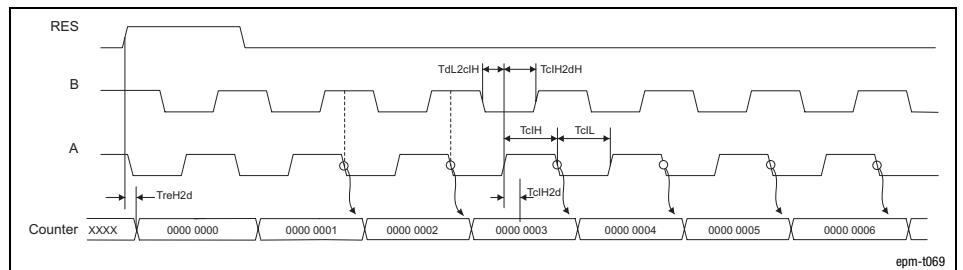 RES
TdL2clH
TclH2dH
B
TclH
TclL
A
TreH2d
TclH2d
Counter
XXXX
0000 0000
0000 0001
0000 0002
0000 0003
0000 0004
0000 0005
0000 0006
epm-t069